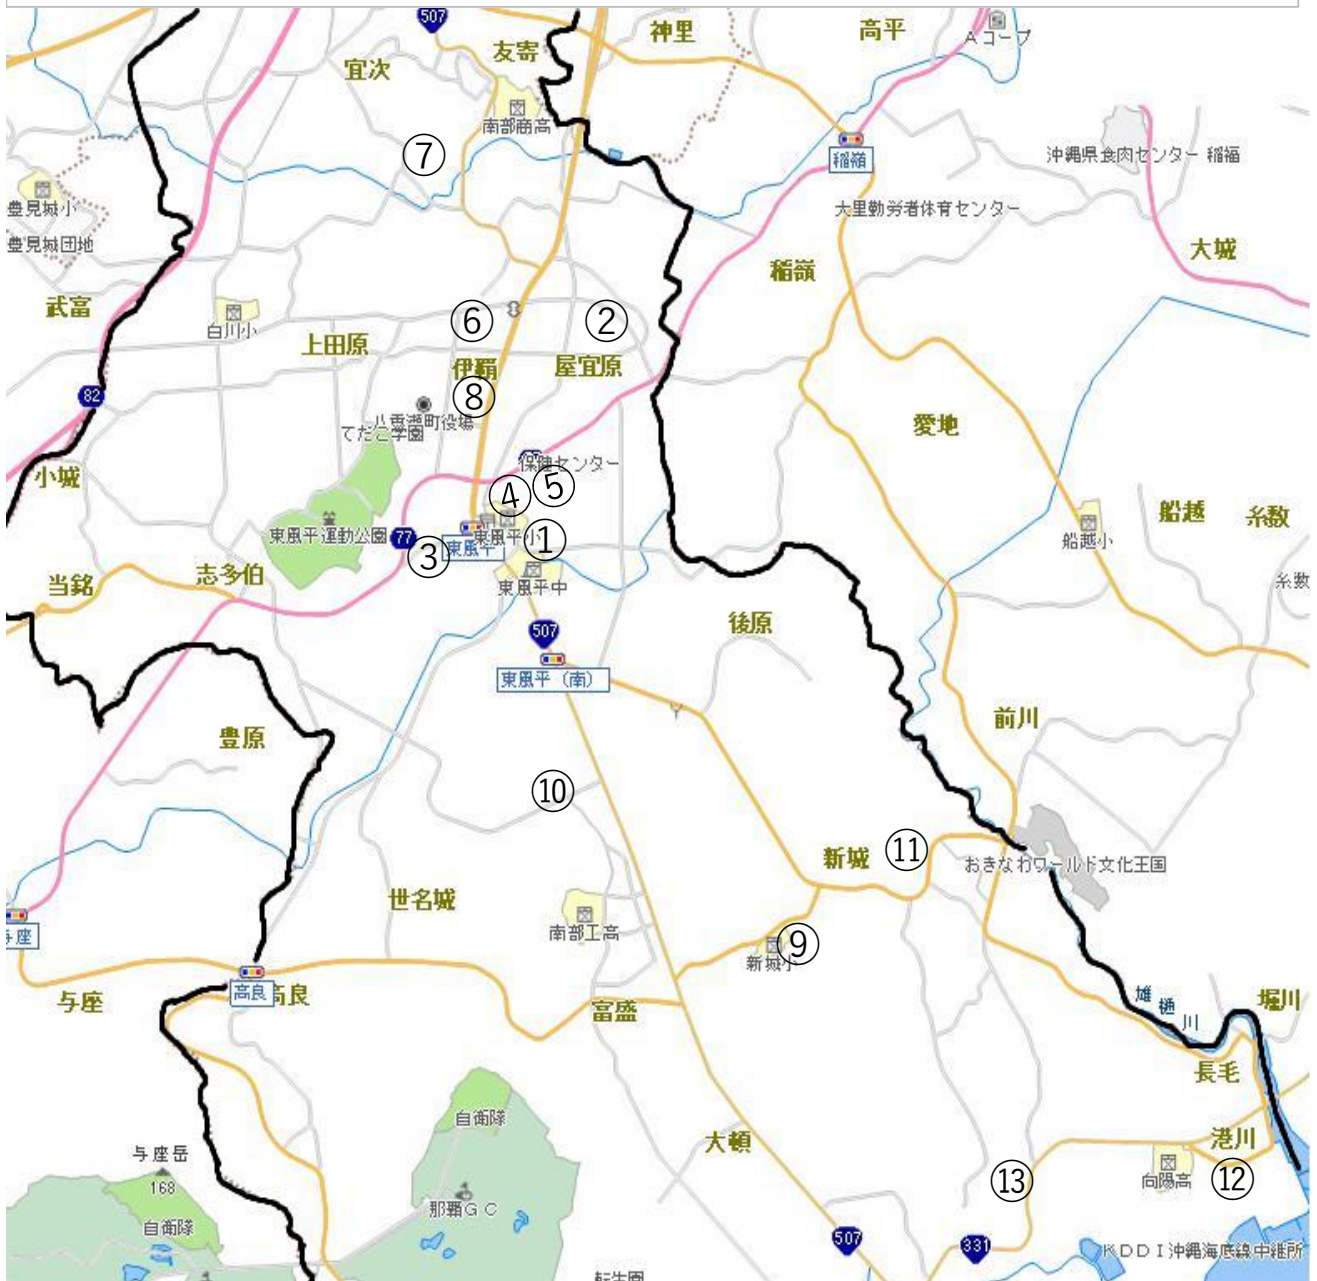 507
友寄
神里
高平
Aコープ
宜次
南部商高
⑦
稲嶺
沖縄県食肉センター 稲福
豊見城小
大里勤労者体育センター
豊見城団地
大城
稲嶺
武富
白川小
⑥
②
上田原
伊覇
屋宜原
82
⑧
八重瀬町役場
てだこ学園
愛地
小城
保健センター
⑤
④
船越
糸数
東風平運動公園
77
東風平
東風平小
①
船越小
③
当銘
志多伯
東風平中
糸数
507
後原
東風平（南）
前川
豊原
⑩
新城
⑪
おきなわワールド文化王国
世名城
南部工高
与座
⑨
新城小
高良
高良
与座
富盛
雄樋川
堀川
長毛
自衛隊
大頓
港川
与座岳
168
向陽高
⑫
⑬
那覇GC
自衛隊
507
331
KDDI沖縄海底線中継所